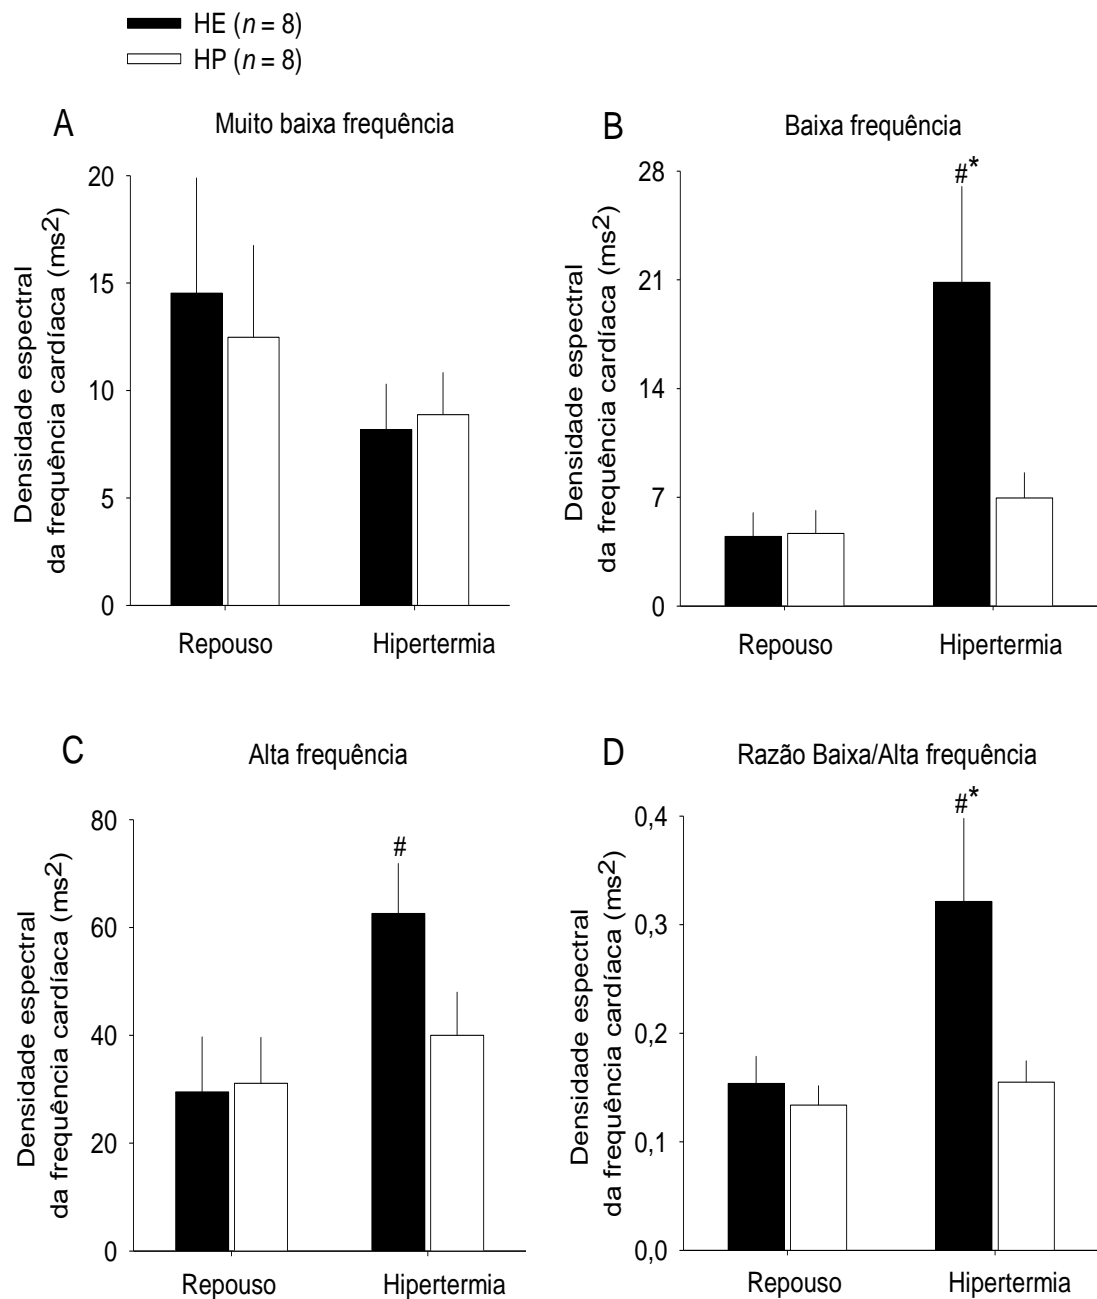 HE (n = 8)
HP (n = 8)
A
Muito baixa frequência
Densidade espectral
da frequência cardíaca (ms²)
20
15
10
5
0
Repouso
Hipertermia
B
Baixa frequência
Densidade espectral
da frequência cardíaca (ms²)
28
21
14
7
0
#*
Repouso
Hipertermia
C
Alta frequência
Densidade espectral
da frequência cardíaca (ms²)
80
60
40
20
0
#
Repouso
Hipertermia
D
Razão Baixa/Alta frequência
Densidade espectral
da frequência cardíaca (ms²)
0,4
0,3
0,2
0,1
0,0
#*
Repouso
Hipertermia